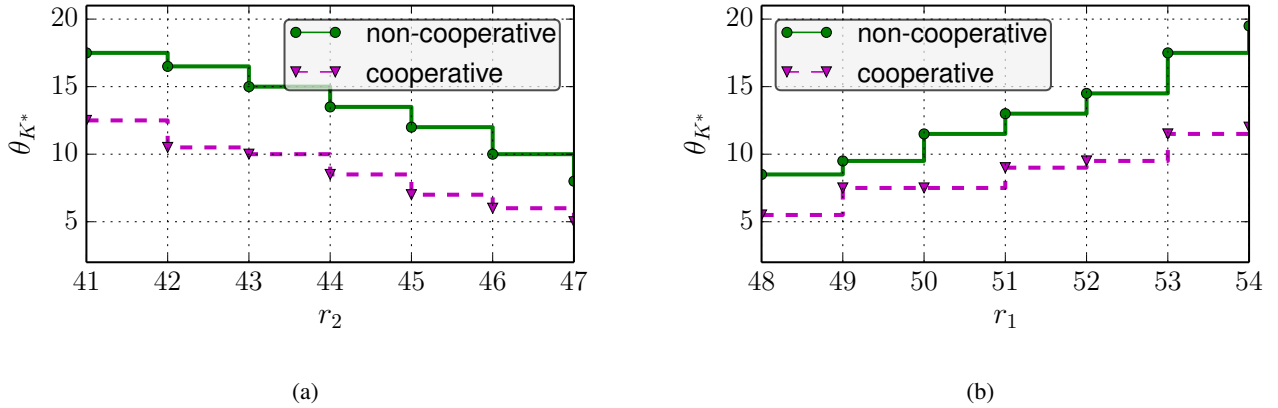 20
15
10
5
θ_{K*}
non-cooperative
cooperative
41 42 43 44 45 46 47
r_2
(a)
20
15
10
5
θ_{K*}
non-cooperative
cooperative
48 49 50 51 52 53 54
r_1
(b)